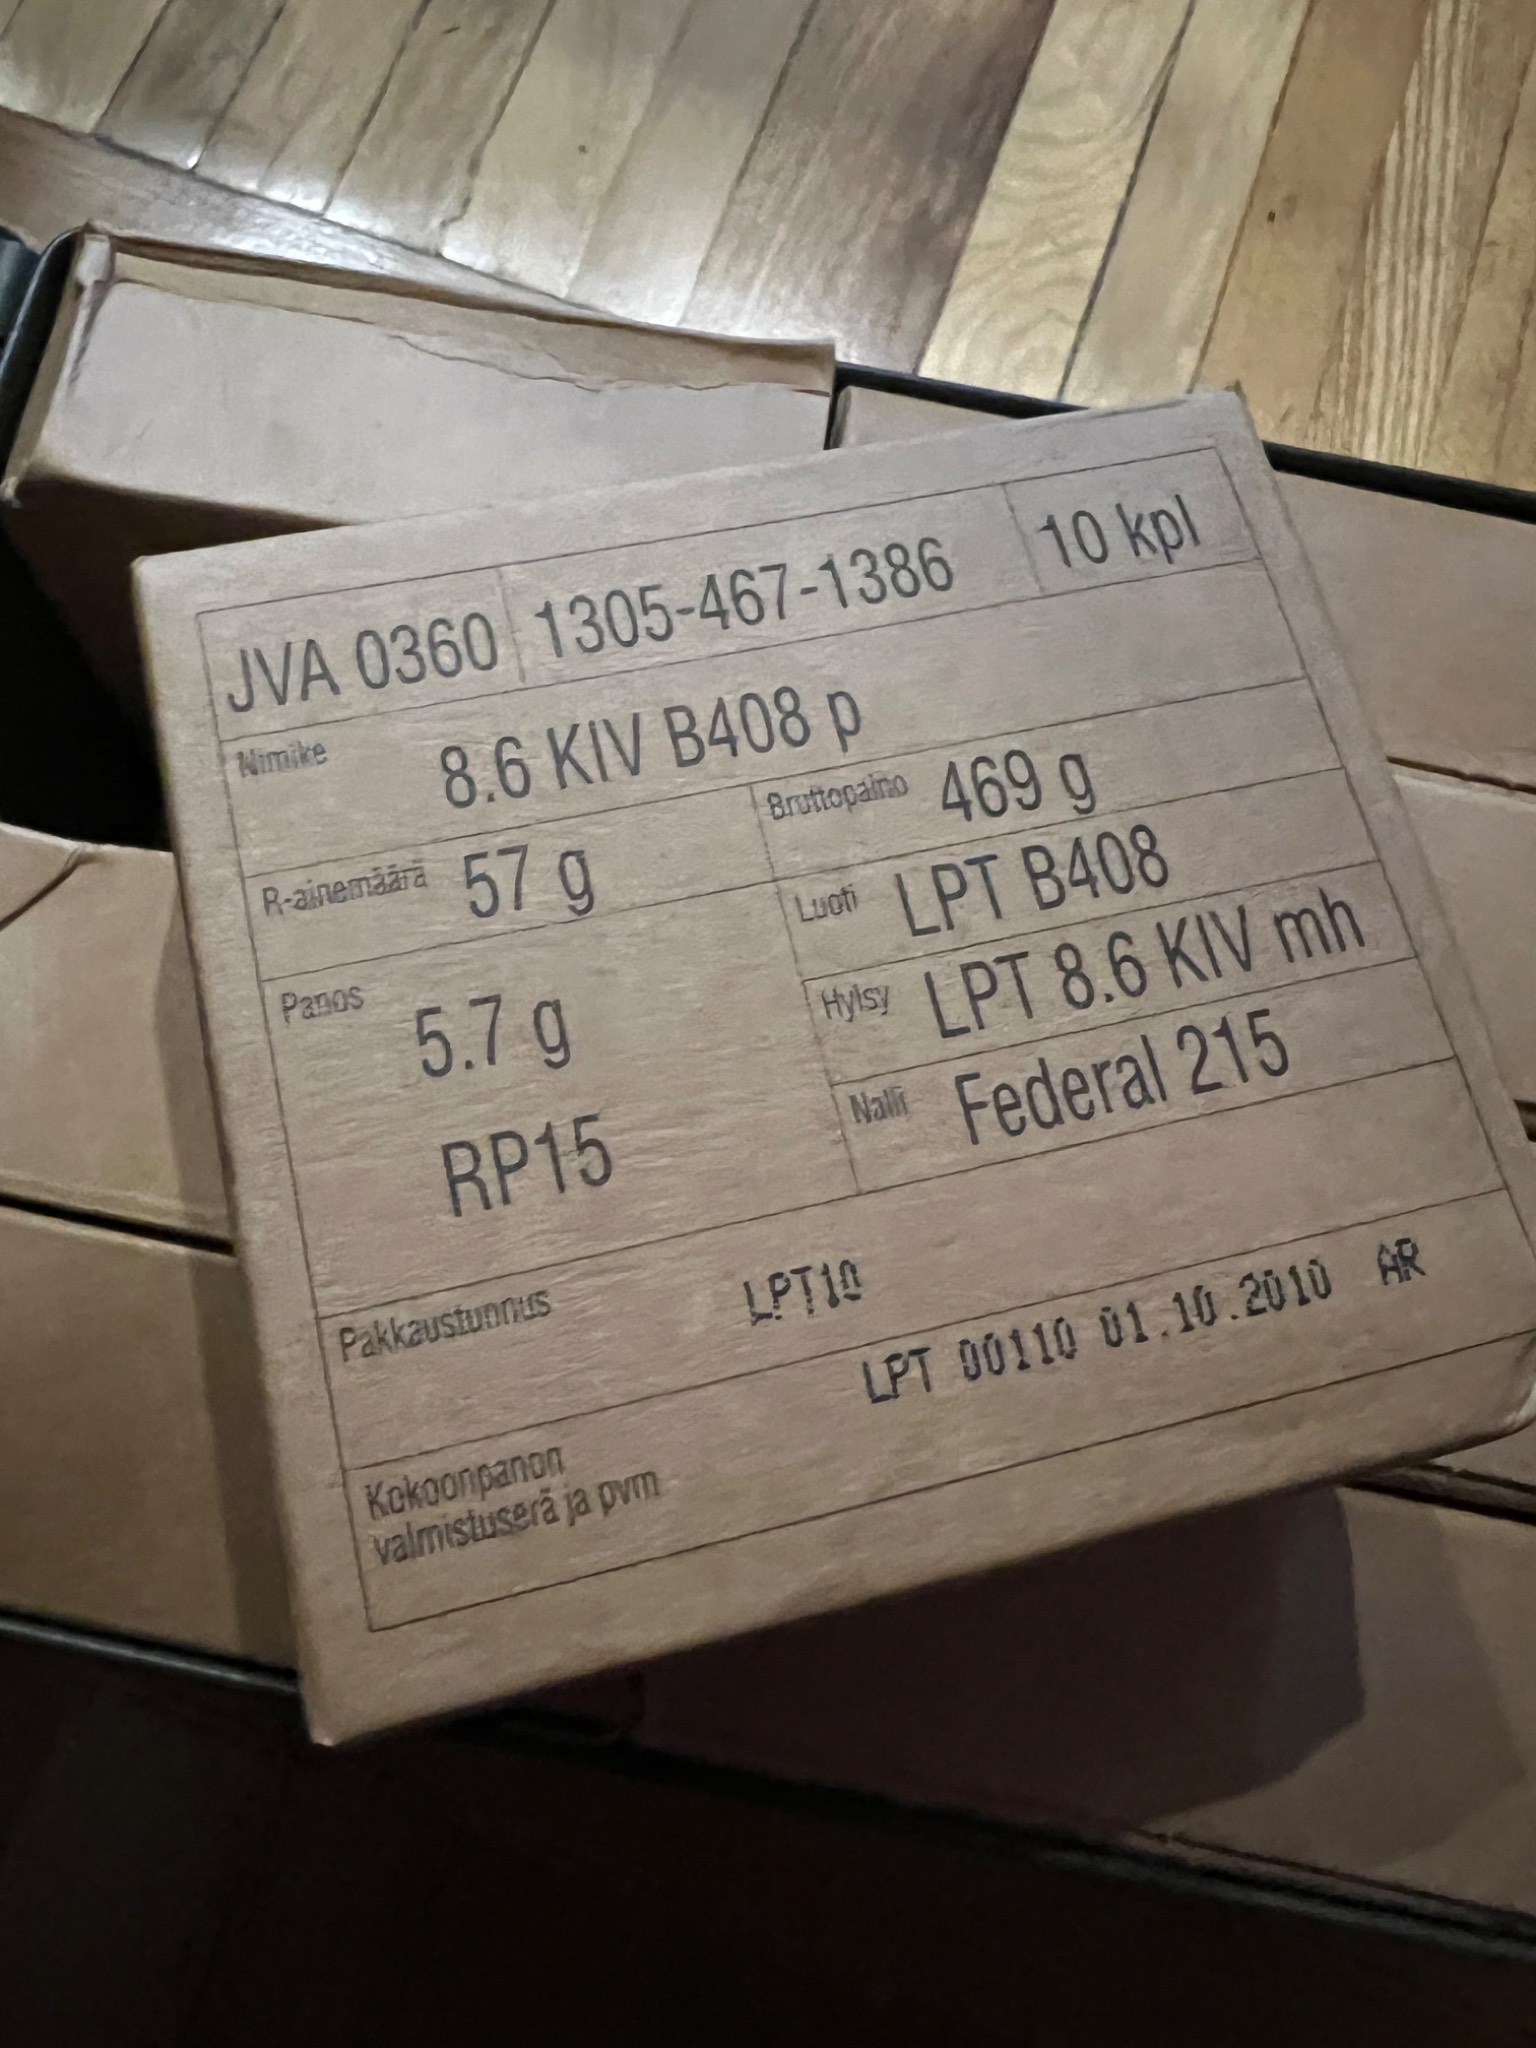 JVA 0360 1305-467-1386 10 kpl
Nimike 8.6 KIV B408 p
R-ainemäärä 57 g Bruttopaino 469 g
Luoti LPT B408
Panos 5.7 g Hylsy LPT 8.6 KIV mh
RP15 Nalli Federal 215
Pakkaustunnus LPT10
LPT 00110 01.10.2010 AR
Kokoonpanon
valmistuserä ja pvm